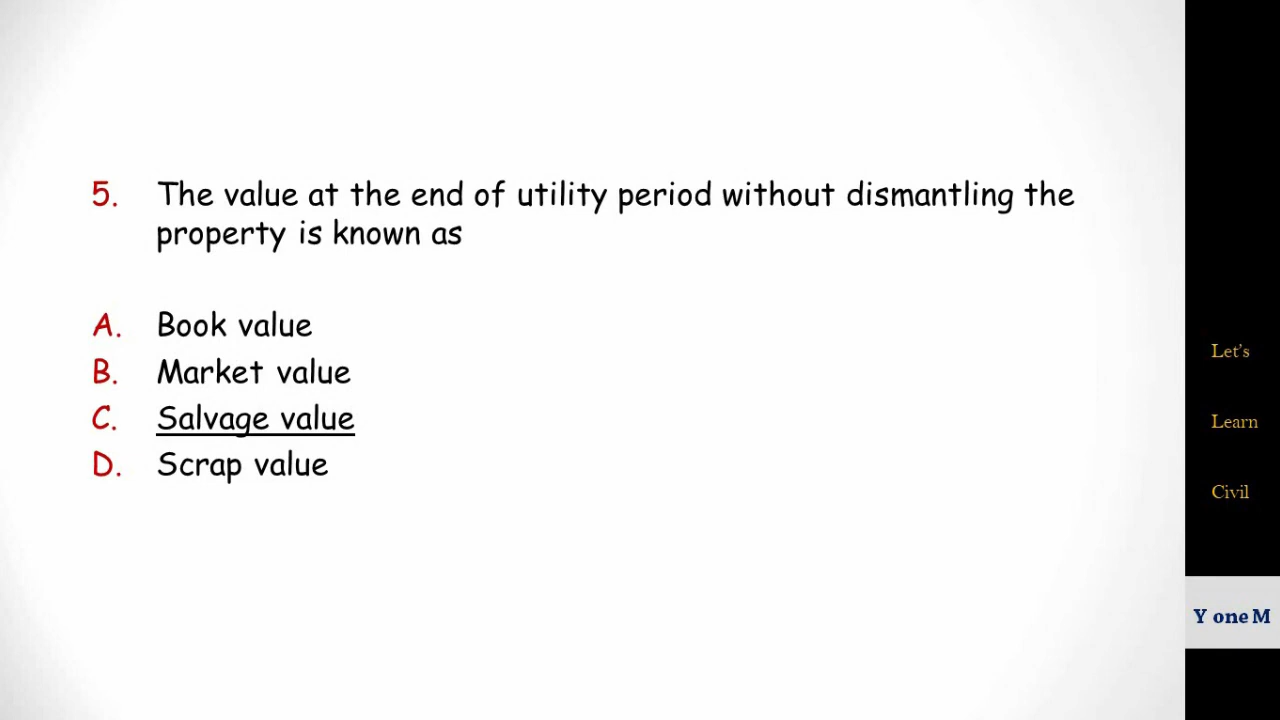 5. The value at the end of utility period without dismantling the
property is known as
A. Book value
B. Market value
C. Salvage value
D. Scrap value
Let's
Learn
Civil
Y one M